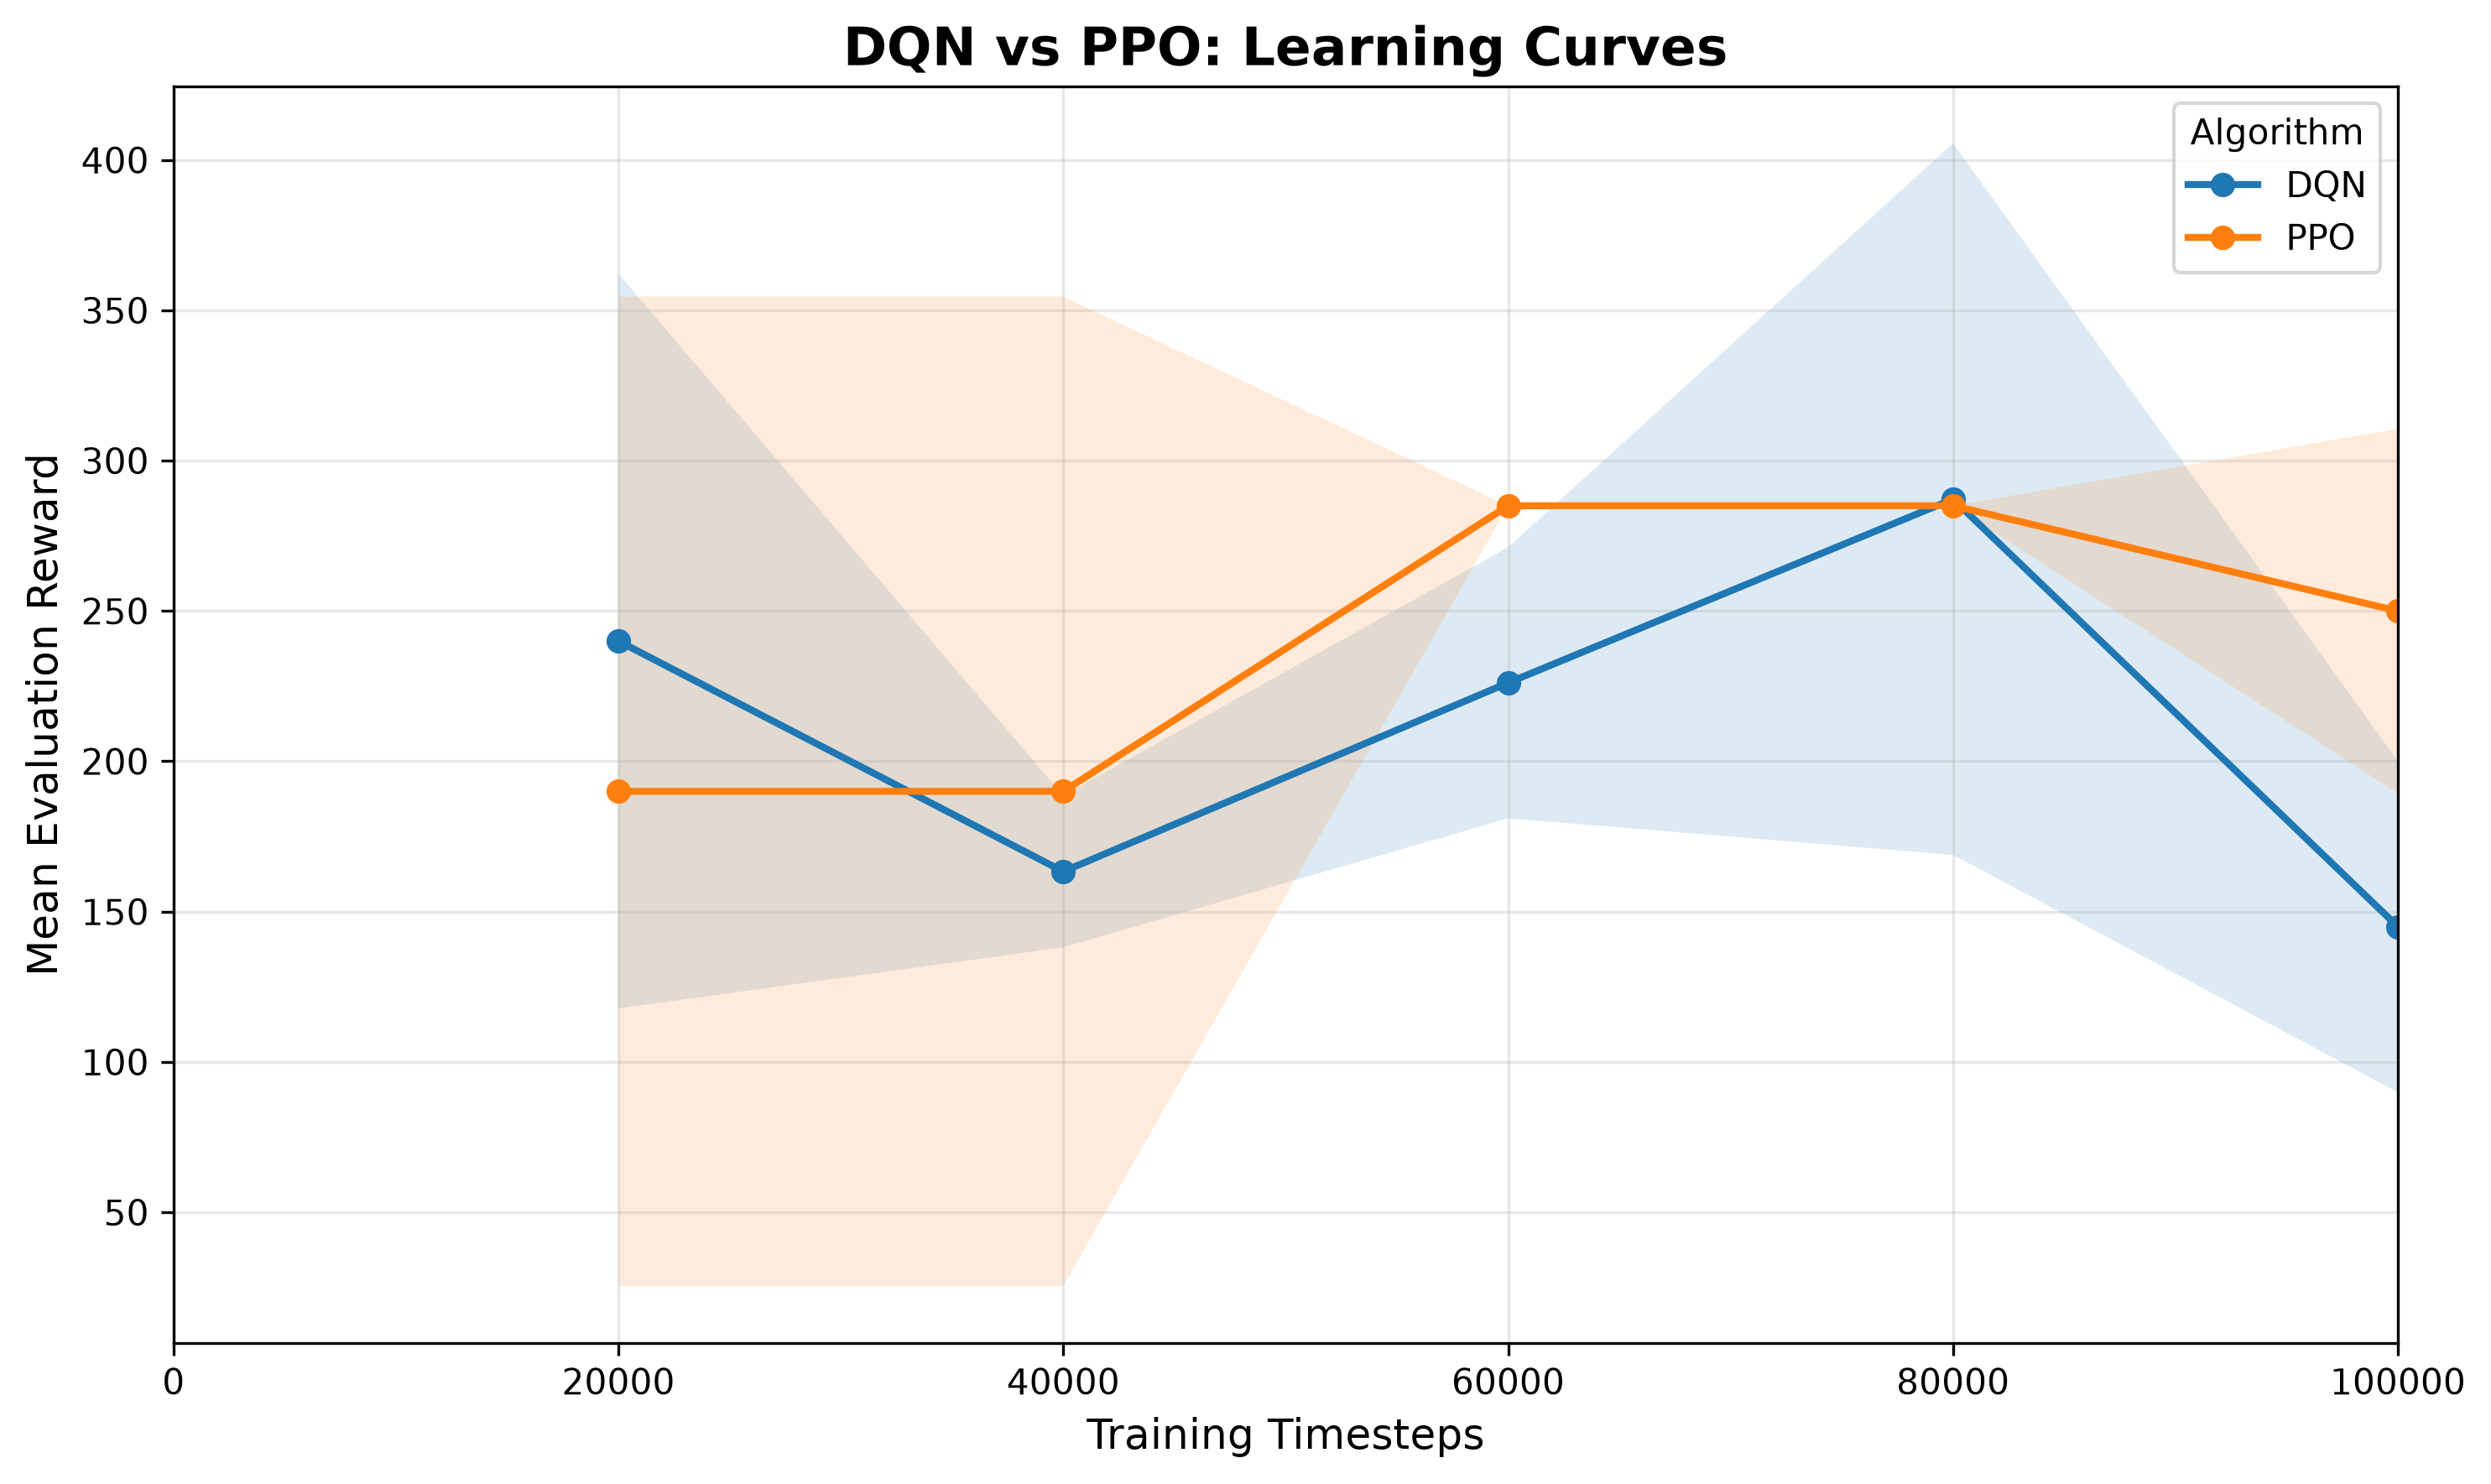 DQN vs PPO: Learning Curves
Mean Evaluation Reward
400
350
300
250
200
150
100
50
Algorithm
DQN
PPO
0 20000 40000 60000 80000 100000
Training Timesteps